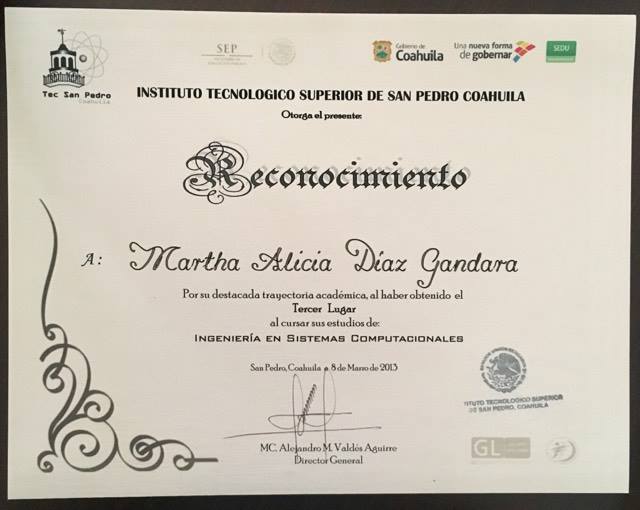 Tec San Pedro
Coahuila
SEP
Gobierno de
Coahuila
Una nueva forma
de gobernar
SEDU
INSTITUTO TECNOLOGICO SUPERIOR DE SAN PEDRO COAHUILA
Otorga el presente:
Reconocimiento
A: Martha Alicia Díaz Gandara
Por su destacada trayectoria académica, al haber obtenido el
Tercer Lugar
al cursar sus estudios de:
INGENIERÍA EN SISTEMAS COMPUTACIONALES
San Pedro, Coahuila a 8 de Marzo de 2013
MC. Alejandro M. Valdés Aguirre
Director General
TITUTO TECNOLOGICO SUPERIOR
DE SAN PEDRO, COAHUILA
GL